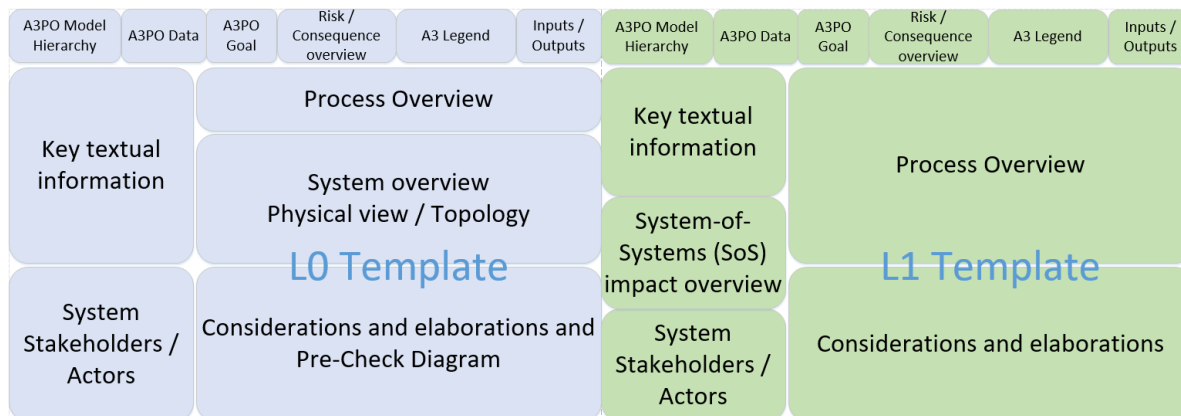 A3PO Model
Hierarchy
A3PO Data
A3PO
Goal
Risk /
Consequence
overview
A3 Legend
Inputs /
Outputs
Key textual
information
Process Overview
System overview
Physical view / Topology
L0 Template
System
Stakeholders /
Actors
Considerations and elaborations and
Pre-Check Diagram
A3PO Model
Hierarchy
A3PO Data
A3PO
Goal
Risk /
Consequence
overview
A3 Legend
Inputs /
Outputs
Key textual
information
Process Overview
System-of-
Systems (SoS)
impact overview
L1 Template
System
Stakeholders /
Actors
Considerations and elaborations